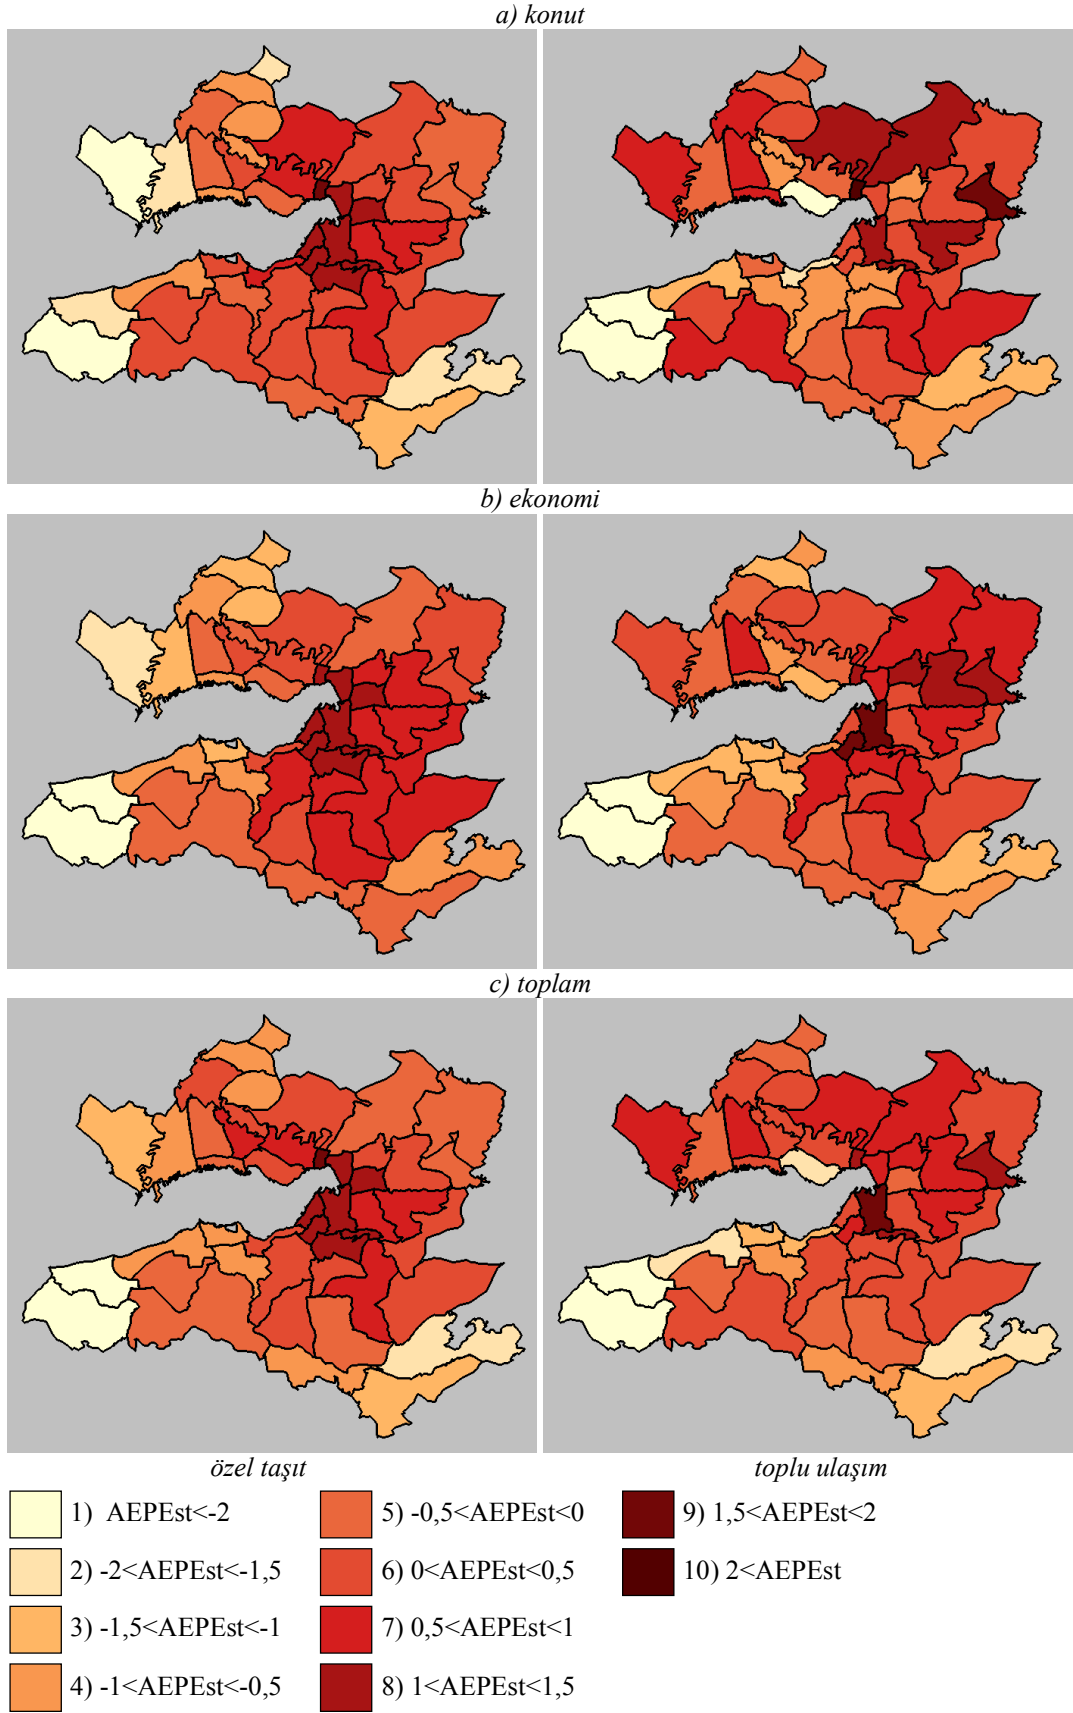 a) konut
b) ekonomi
c) toplam
özel taşıt
toplu ulaşım
1) AEPEst<-2
2) -2<AEPEst<-1,5
3) -1,5<AEPEst<-1
4) -1<AEPEst<-0,5
5) -0,5<AEPEst<0
6) 0<AEPEst<0,5
7) 0,5<AEPEst<1
8) 1<AEPEst<1,5
9) 1,5<AEPEst<2
10) 2<AEPEst